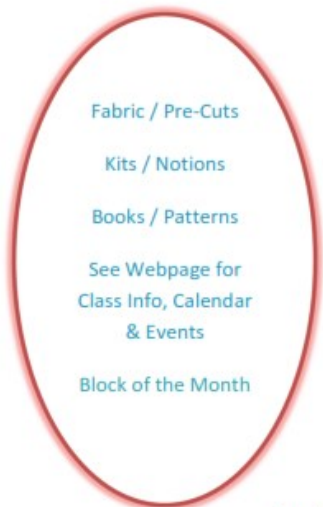 Fabric / Pre-Cuts
Kits / Notions
Books / Patterns
See Webpage for
Class Info, Calendar
& Events
Block of the Month